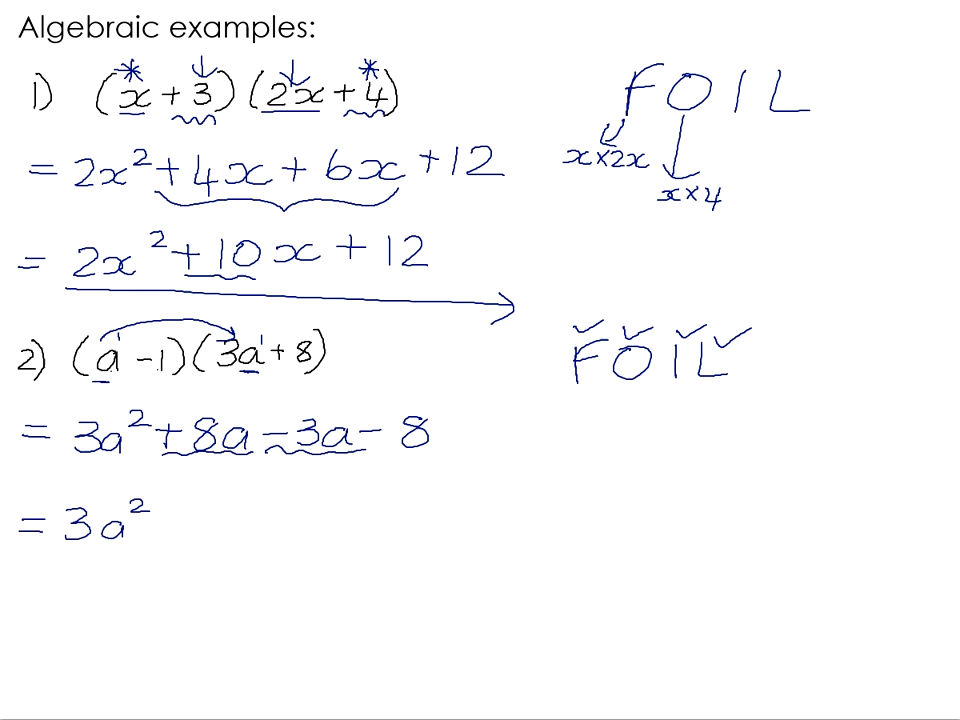 Algebraic examples:
1) (x + 3)(2x + 4)
= 2x² + 4x + 6x + 12
= 2x² + 10x + 12
FOIL
x×2x
x×4
2) (a - 1)(3a + 8)
= 3a² + 8a - 3a - 8
= 3a²
FOIL